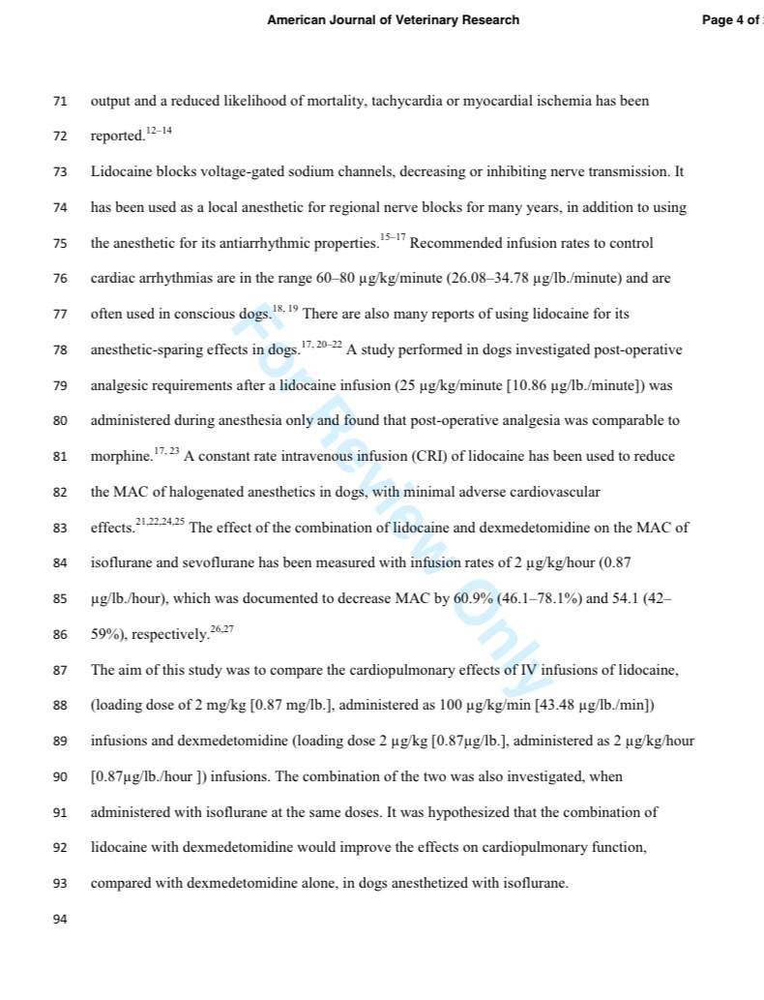 American Journal of Veterinary Research
Page 4 of
71 output and a reduced likelihood of mortality, tachycardia or myocardial ischemia has been
72 reported.12–14
73 Lidocaine blocks voltage-gated sodium channels, decreasing or inhibiting nerve transmission. It
74 has been used as a local anesthetic for regional nerve blocks for many years, in addition to using
75 the anesthetic for its antiarrhythmic properties.15–17 Recommended infusion rates to control
76 cardiac arrhythmias are in the range 60–80 µg/kg/minute (26.08–34.78 µg/lb./minute) and are
77 often used in conscious dogs.18, 19 There are also many reports of using lidocaine for its
78 anesthetic-sparing effects in dogs.17, 20–22 A study performed in dogs investigated post-operative
79 analgesic requirements after a lidocaine infusion (25 µg/kg/minute [10.86 µg/lb./minute]) was
80 administered during anesthesia only and found that post-operative analgesia was comparable to
81 morphine.17, 23 A constant rate intravenous infusion (CRI) of lidocaine has been used to reduce
82 the MAC of halogenated anesthetics in dogs, with minimal adverse cardiovascular
83 effects.21,22,24,25 The effect of the combination of lidocaine and dexmedetomidine on the MAC of
84 isoflurane and sevoflurane has been measured with infusion rates of 2 µg/kg/hour (0.87
85 µg/lb./hour), which was documented to decrease MAC by 60.9% (46.1–78.1%) and 54.1 (42–
86 59%), respectively.26,27
87 The aim of this study was to compare the cardiopulmonary effects of IV infusions of lidocaine,
88 (loading dose of 2 mg/kg [0.87 mg/lb.], administered as 100 µg/kg/min [43.48 µg/lb./min])
89 infusions and dexmedetomidine (loading dose 2 µg/kg [0.87µg/lb.], administered as 2 µg/kg/hour
90 [0.87µg/lb./hour ]) infusions. The combination of the two was also investigated, when
91 administered with isoflurane at the same doses. It was hypothesized that the combination of
92 lidocaine with dexmedetomidine would improve the effects on cardiopulmonary function,
93 compared with dexmedetomidine alone, in dogs anesthetized with isoflurane.
94
For Review Only